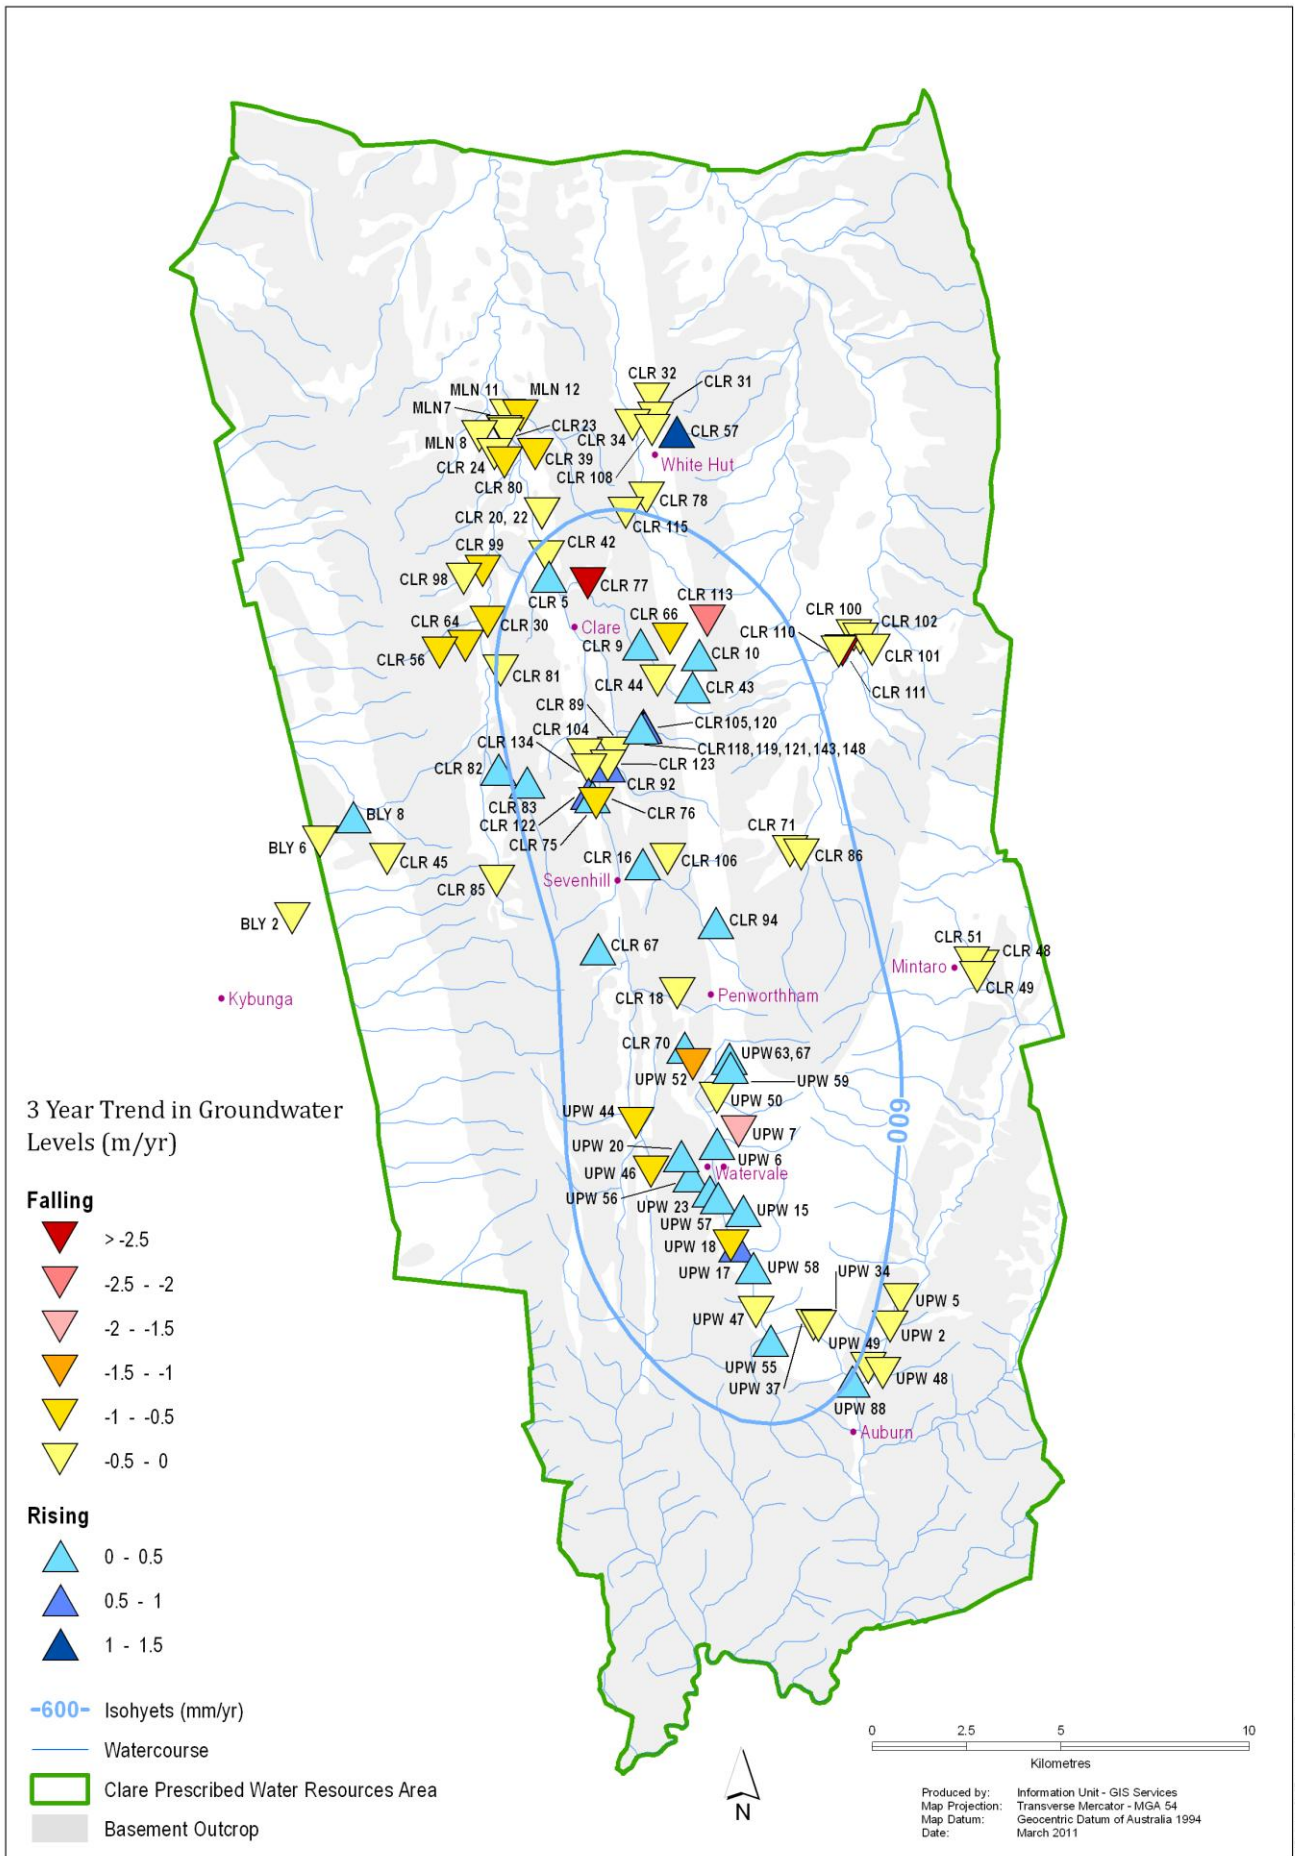 CLR 32
CLR 31
MLN 11
MLN 12
MLN7
CLR23
CLR 34
CLR 57
MLN 8
CLR 39
White Hut
CLR 24
CLR 108
CLR 80
CLR 78
CLR 20, 22
CLR 115
CLR 42
CLR 99
CLR 98
CLR 77
CLR 5
CLR 113
CLR 100
CLR 64
CLR 30
Clare
CLR 66
CLR 102
CLR 110
CLR 9
CLR 56
CLR 10
CLR 101
CLR 81
CLR 44
CLR 43
CLR 111
CLR 89
CLR105,120
CLR 104
CLR 134
CLR118,119,121,143,148
CLR 123
CLR 82
CLR 92
CLR 83
BLY 8
CLR 76
CLR 122
CLR 71
BLY 6
CLR 75
CLR 45
CLR 16
CLR 106
CLR 86
CLR 85
Sevenhill
BLY 2
CLR 94
CLR 51
CLR 67
CLR 48
Mintaro
CLR 49
CLR 18
Penworthham
Kybunga
CLR 70
UPW63,67
UPW 52
UPW 59
UPW 50
600
UPW 44
UPW 7
UPW 20
UPW 6
UPW 46
Watervale
UPW 56
UPW 23
UPW 15
UPW 57
UPW 18
UPW 17
UPW 58
UPW 34
UPW 5
UPW 47
UPW 2
UPW 49
UPW 55
UPW 48
UPW 37
UPW 88
Auburn
3 Year Trend in Groundwater
Levels (m/yr)
Falling
> -2.5
-2.5 - -2
-2 - -1.5
-1.5 - -1
-1 - -0.5
-0.5 - 0
Rising
0 - 0.5
0.5 - 1
1 - 1.5
-600- Isohyets (mm/yr)
Watercourse
Clare Prescribed Water Resources Area
Basement Outcrop
N
0 2.5 5 10
Kilometres
Produced by: Information Unit - GIS Services
Map Projection: Transverse Mercator - MGA 54
Map Datum: Geocentric Datum of Australia 1994
Date: March 2011